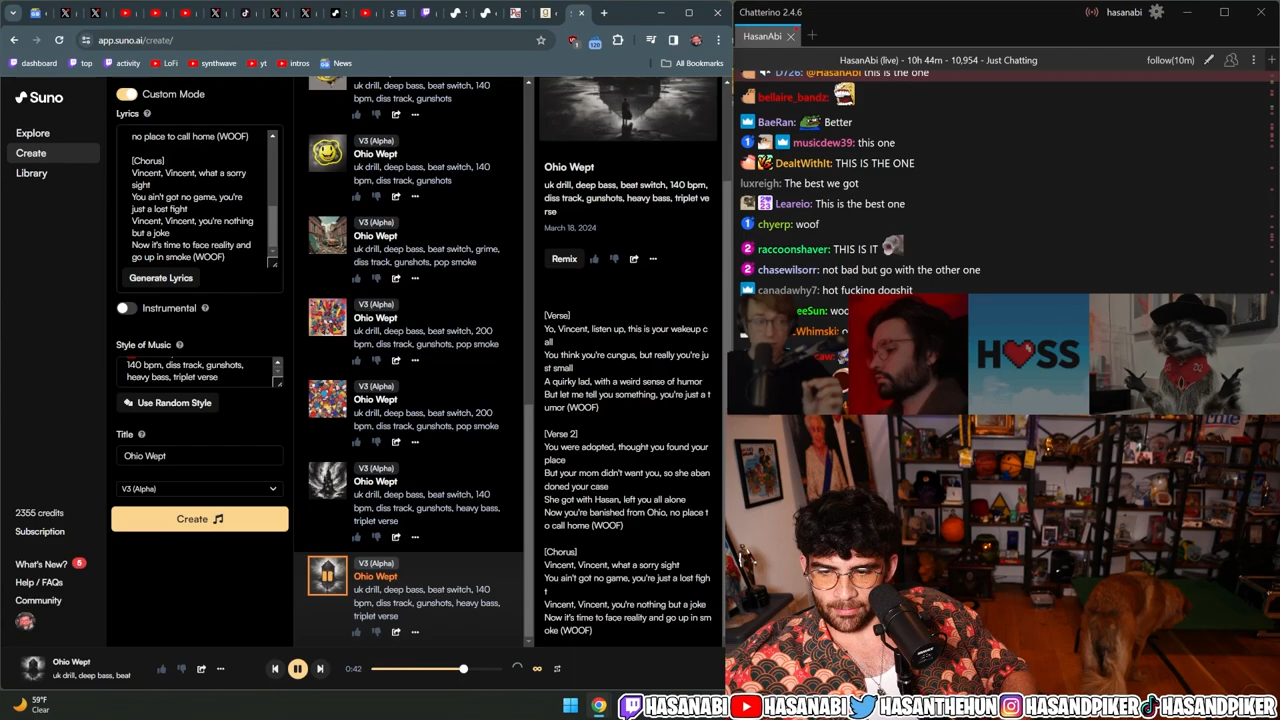 app.suno.ai/create/
dashboard
top
activity
LoFi
synthwave
yt
intros
News
All Bookmarks
120
Suno
Explore
Create
Library
2355 credits
Subscription
What's New? 5
Help / FAQs
Community
Custom Mode
Lyrics
no place to call home (WOOF)
[Chorus]
Vincent, Vincent, what a sorry
sight
You ain't got no game, you're
just a lost fight
Vincent, Vincent, you're nothing
but a joke
Now it's time to face reality and
go up in smoke (WOOF)
Generate Lyrics
Instrumental
Style of Music
140 bpm, diss track, gunshots,
heavy bass, triplet verse
Use Random Style
Title
Ohio Wept
V3 (Alpha)
Create
uk drill, deep bass, beat switch, 140
bpm, diss track, gunshots
V3 (Alpha)
Ohio Wept
uk drill, deep bass, beat switch, 140
bpm, diss track, gunshots
V3 (Alpha)
Ohio Wept
uk drill, deep bass, beat switch, grime,
diss track, gunshots, pop smoke
V3 (Alpha)
Ohio Wept
uk drill, deep bass, beat switch, 200
bpm, diss track, gunshots, pop smoke
V3 (Alpha)
Ohio Wept
uk drill, deep bass, beat switch, 200
bpm, diss track, gunshots, pop smoke
V3 (Alpha)
Ohio Wept
uk drill, deep bass, beat switch, 140
bpm, diss track, gunshots, heavy bass,
triplet verse
V3 (Alpha)
Ohio Wept
uk drill, deep bass, beat switch, 140
bpm, diss track, gunshots, heavy bass,
triplet verse
Ohio Wept
uk drill, deep bass, beat switch, 140 bpm,
diss track, gunshots, heavy bass, triplet ve
rse
March 18, 2024
Remix
[Verse]
Yo, Vincent, listen up, this is your wakeup c
all
You think you're cungus, but really you're ju
st small
A quirky lad, with a weird sense of humor
But let me tell you something, you're just a t
umor (WOOF)
[Verse 2]
You were adopted, thought you found your
place
But your mom didn't want you, so she aban
doned your case
She got with Hasan, left you all alone
Now you're banished from Ohio, no place t
o call home (WOOF)
[Chorus]
Vincent, Vincent, what a sorry sight
You ain't got no game, you're just a lost figh
t
Vincent, Vincent, you're nothing but a joke
Now it's time to face reality and go up in sm
oke (WOOF)
Ohio Wept
uk drill, deep bass, beat
0:42
59°F
Clear
Chatterino 2.4.6
hasanabi
HasanAbi
HasanAbi (live) - 10h 44m - 10,954 - Just Chatting
follow(10m)
D726: @HasanAbi this is the one
bellaire_bandz:
BaeRan: Better
musicdew39: this one
DealtWithIt: THIS IS THE ONE
luxreigh: The best we got
Leareio: This is the best one
chyerp: woof
raccoonshaver: THIS IS IT
chasewilsorr: not bad but go with the other one
canadawhy7: hot fucking dogshit
eeSun: woo
Whimski:
H SS
HASANABI
HASANABI
HASANTHEHUN
HASANDPIKER
HASANDPIKER